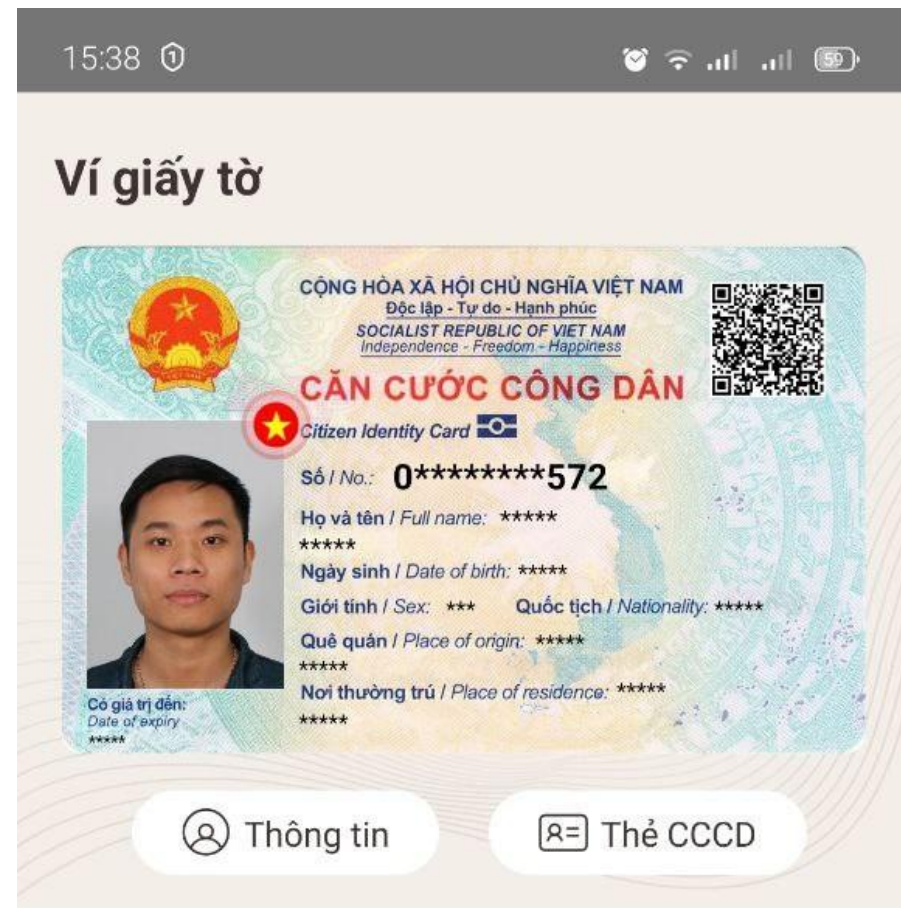 15:38
59
Ví giấy tờ
CỘNG HÒA XÃ HỘI CHỦ NGHĨA VIỆT NAM
Độc lập - Tự do - Hạnh phúc
SOCIALIST REPUBLIC OF VIET NAM
Independence - Freedom - Happiness
CĂN CƯỚC CÔNG DÂN
Citizen Identity Card
Số / No.: 0********572
Họ và tên / Full name: *****
*****
Ngày sinh / Date of birth: *****
Giới tính / Sex: *** Quốc tịch / Nationality: *****
Quê quán / Place of origin: *****
*****
Nơi thường trú / Place of residence: *****
*****
Có giá trị đến:
Date of expiry
*****
Thông tin
Thẻ CCCD